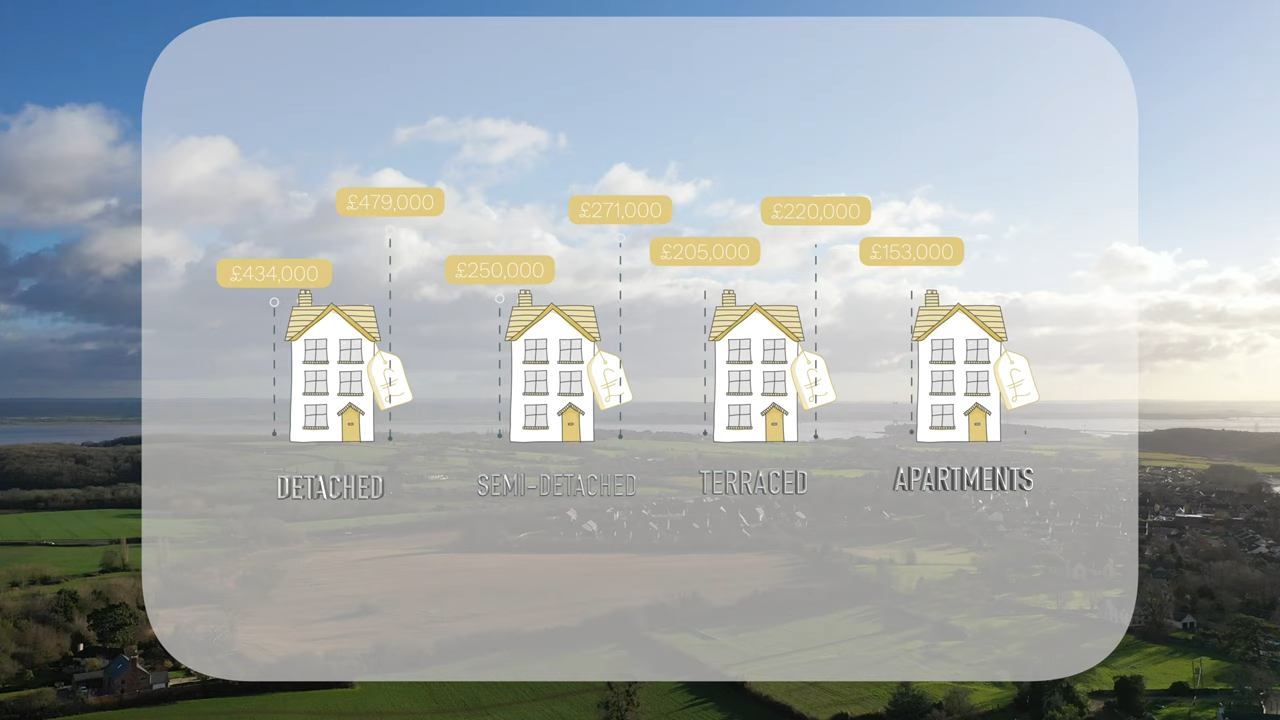 £479,000
£271,000
£220,000
£434,000
£250,000
£205,000
£153,000
£
£
£
£
DETACHED
SEMI-DETACHED
TERRACED
APARTMENTS